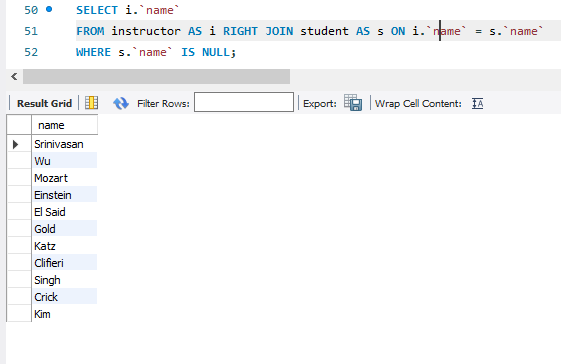 50 SELECT i.`name`
51 FROM instructor AS i RIGHT JOIN student AS s ON i.`name` = s.`name`
52 WHERE s.`name` IS NULL;
Result Grid Filter Rows: Export: Wrap Cell Content:
name
Srinivasan
Wu
Mozart
Einstein
El Said
Gold
Katz
Clifieri
Singh
Crick
Kim